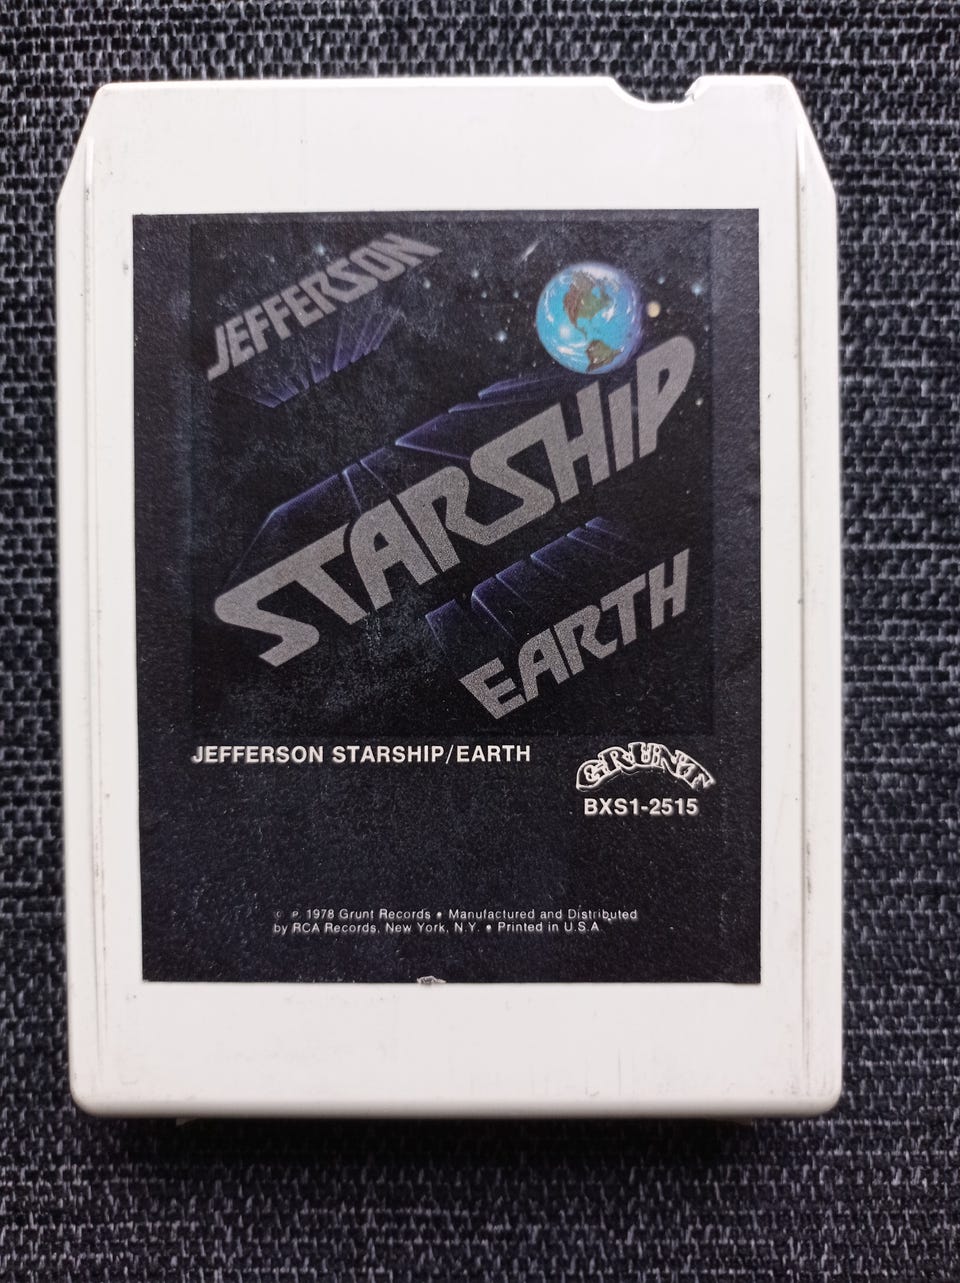 JEFFERSON
STARSHIP
EARTH
JEFFERSON STARSHIP/EARTH
GRUNT
BXS1-2515
© ℗ 1978 Grunt Records • Manufactured and Distributed
by RCA Records, New York, N.Y. • Printed in U.S.A